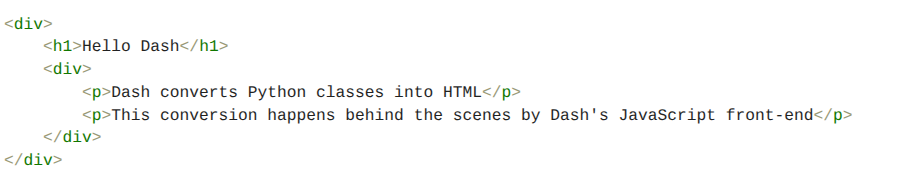 <div>
    <h1>Hello Dash</h1>
    <div>
        <p>Dash converts Python classes into HTML</p>
        <p>This conversion happens behind the scenes by Dash's JavaScript front-end</p>
    </div>
</div>